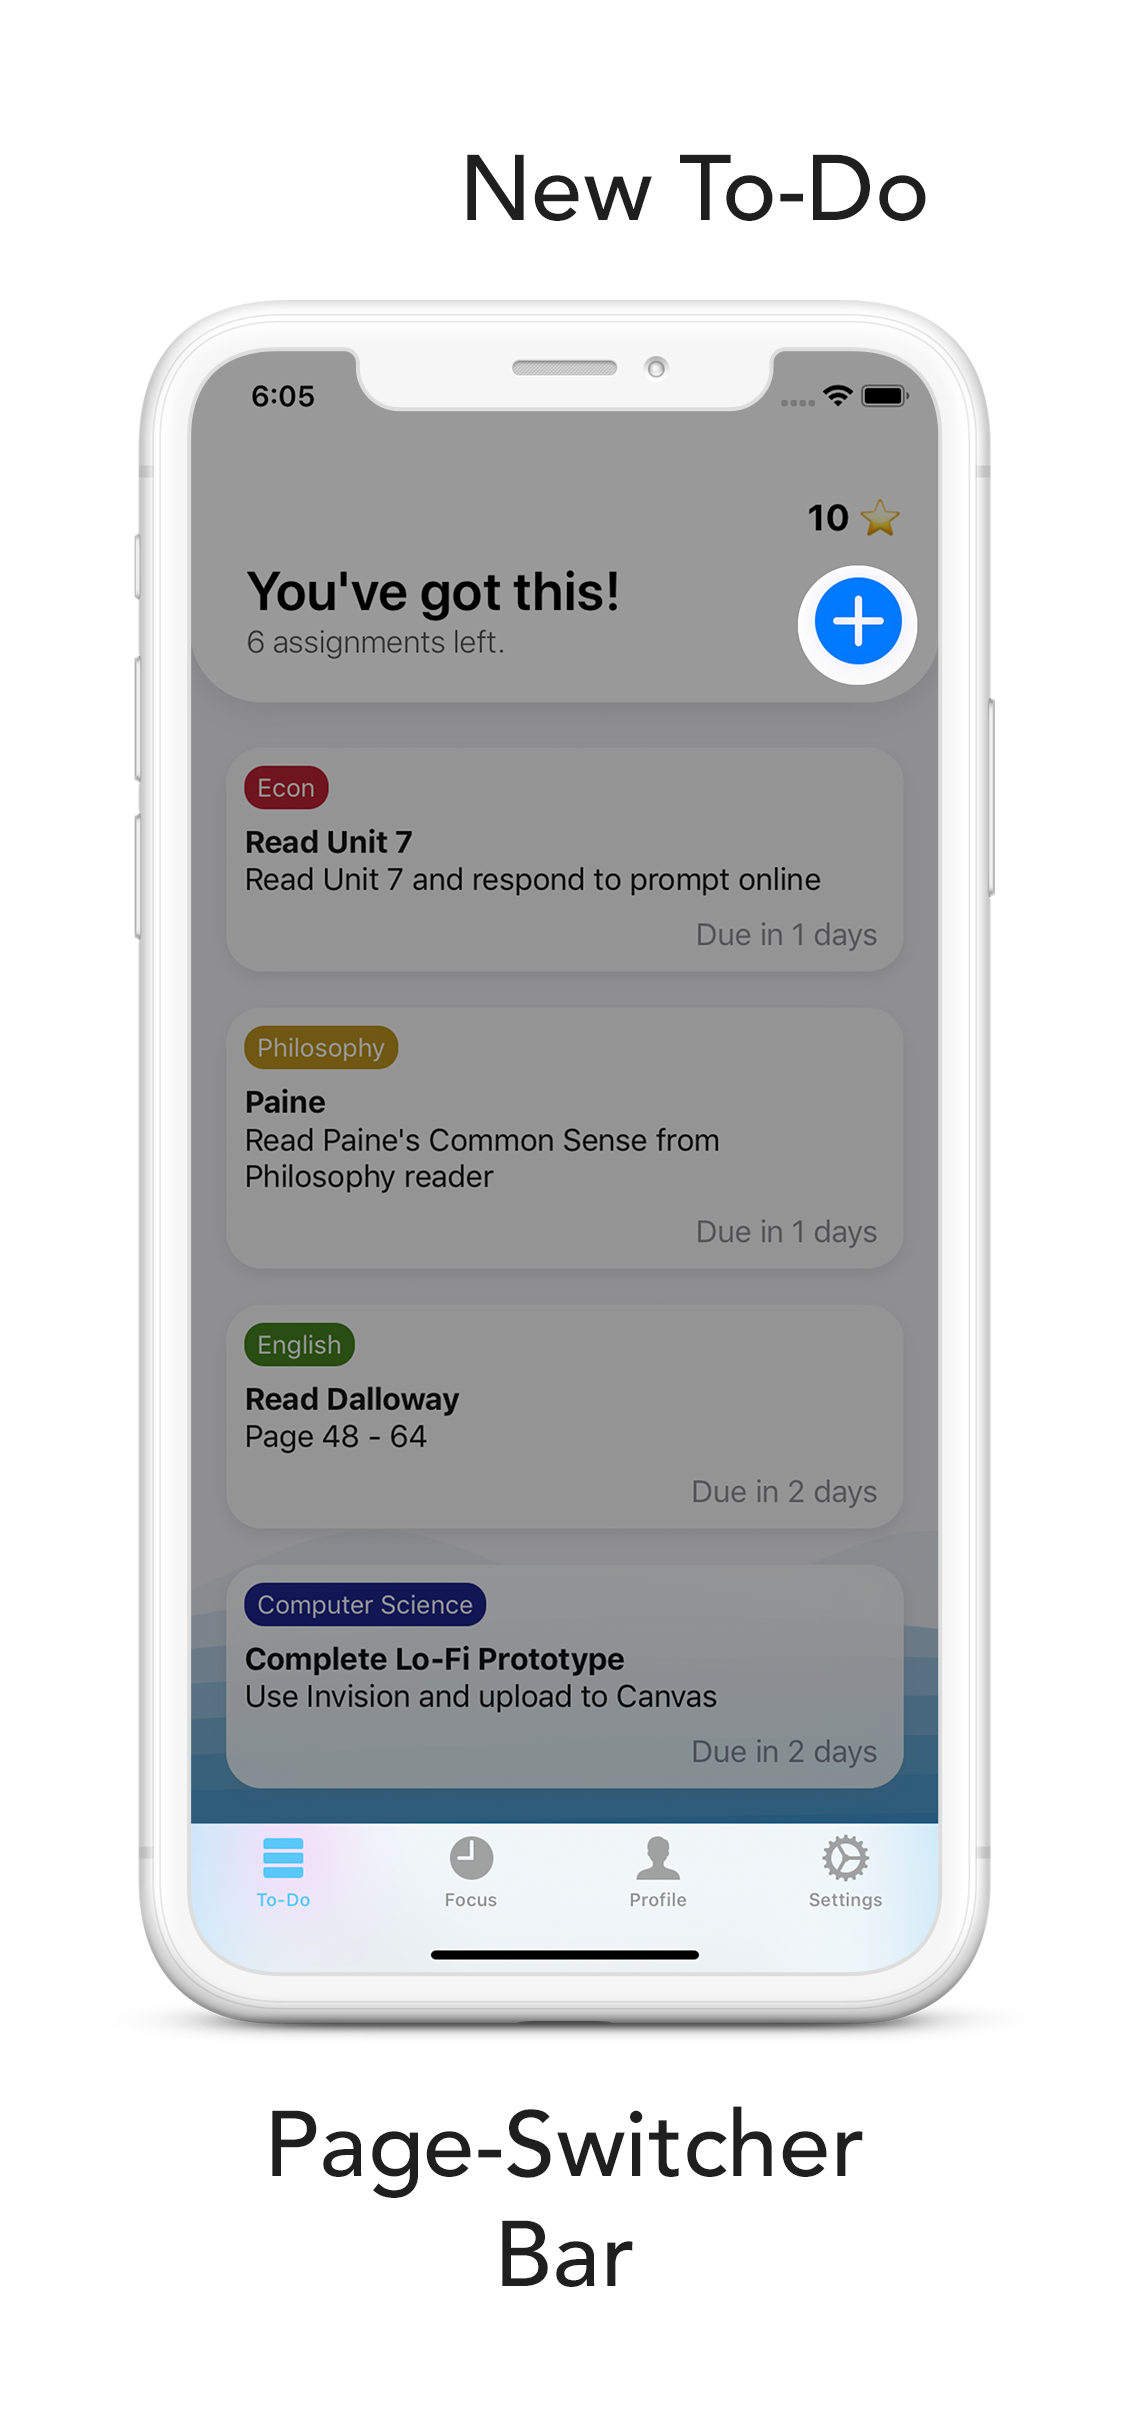 New To-Do
6:05
10
You've got this!
6 assignments left.
Econ
Read Unit 7
Read Unit 7 and respond to prompt online
Due in 1 days
Philosophy
Paine
Read Paine's Common Sense from
Philosophy reader
Due in 1 days
English
Read Dalloway
Page 48 - 64
Due in 2 days
Computer Science
Complete Lo-Fi Prototype
Use Invision and upload to Canvas
Due in 2 days
To-Do Focus Profile Settings
Page-Switcher
Bar